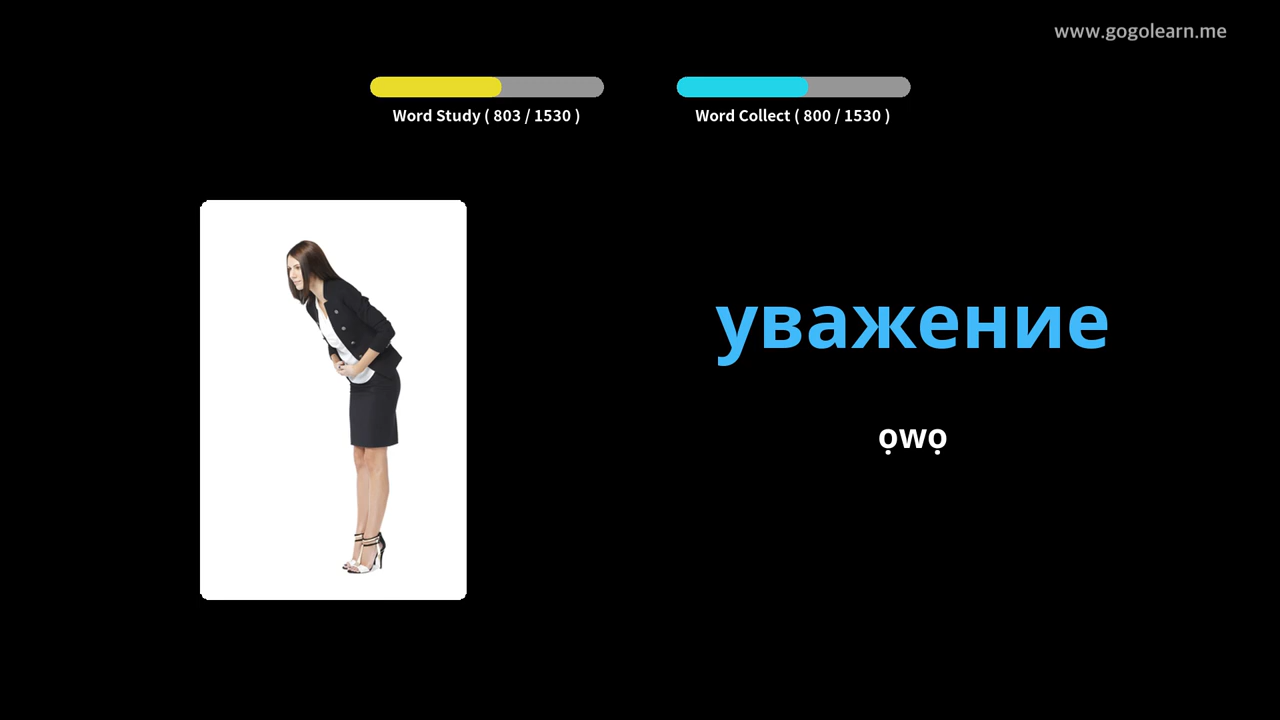 www.gogolearn.me
Word Study ( 803 / 1530 )
Word Collect ( 800 / 1530 )
уважение
ọwọ